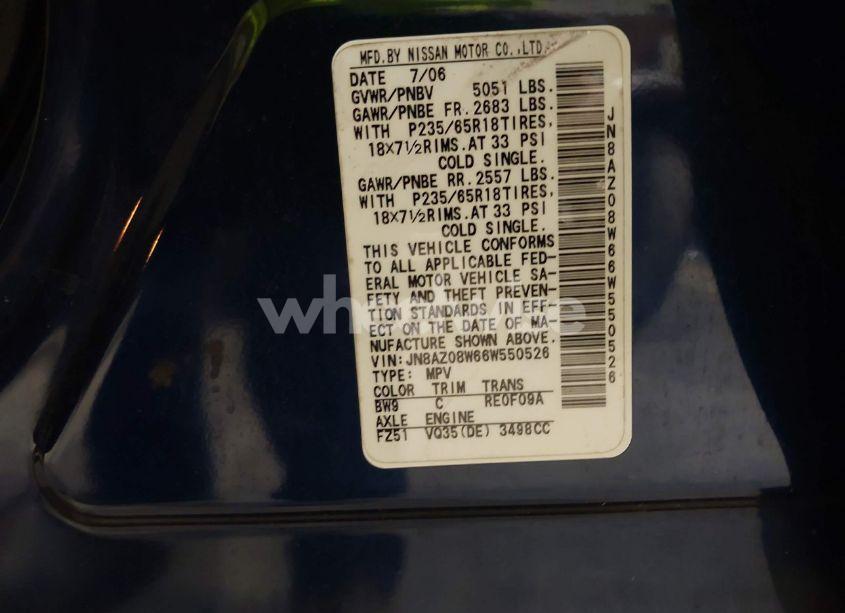 MFD.BY NISSAN MOTOR CO.,LTD.
DATE 7/06
GVWR/PNBV 5051 LBS.
GAWR/PNBE FR. 2683 LBS.
WITH P235/65R18TIRES,
18×7½RIMS.AT 33 PSI
COLD SINGLE.
GAWR/PNBE RR. 2557 LBS.
WITH P235/65R18TIRES,
18×7½RIMS.AT 33 PSI
COLD SINGLE.
THIS VEHICLE CONFORMS
TO ALL APPLICABLE FED-
ERAL MOTOR VEHICLE SA-
FETY AND THEFT PREVEN-
TION STANDARDS IN EFF-
ECT ON THE DATE OF MA-
NUFACTURE SHOWN ABOVE.
VIN: JN8AZ08W66W550526
TYPE: MPV
COLOR TRIM TRANS
BW9 C RE0F09A
AXLE ENGINE
FZ51 VQ35(DE) 3498CC
JN8AZ08W66W550526